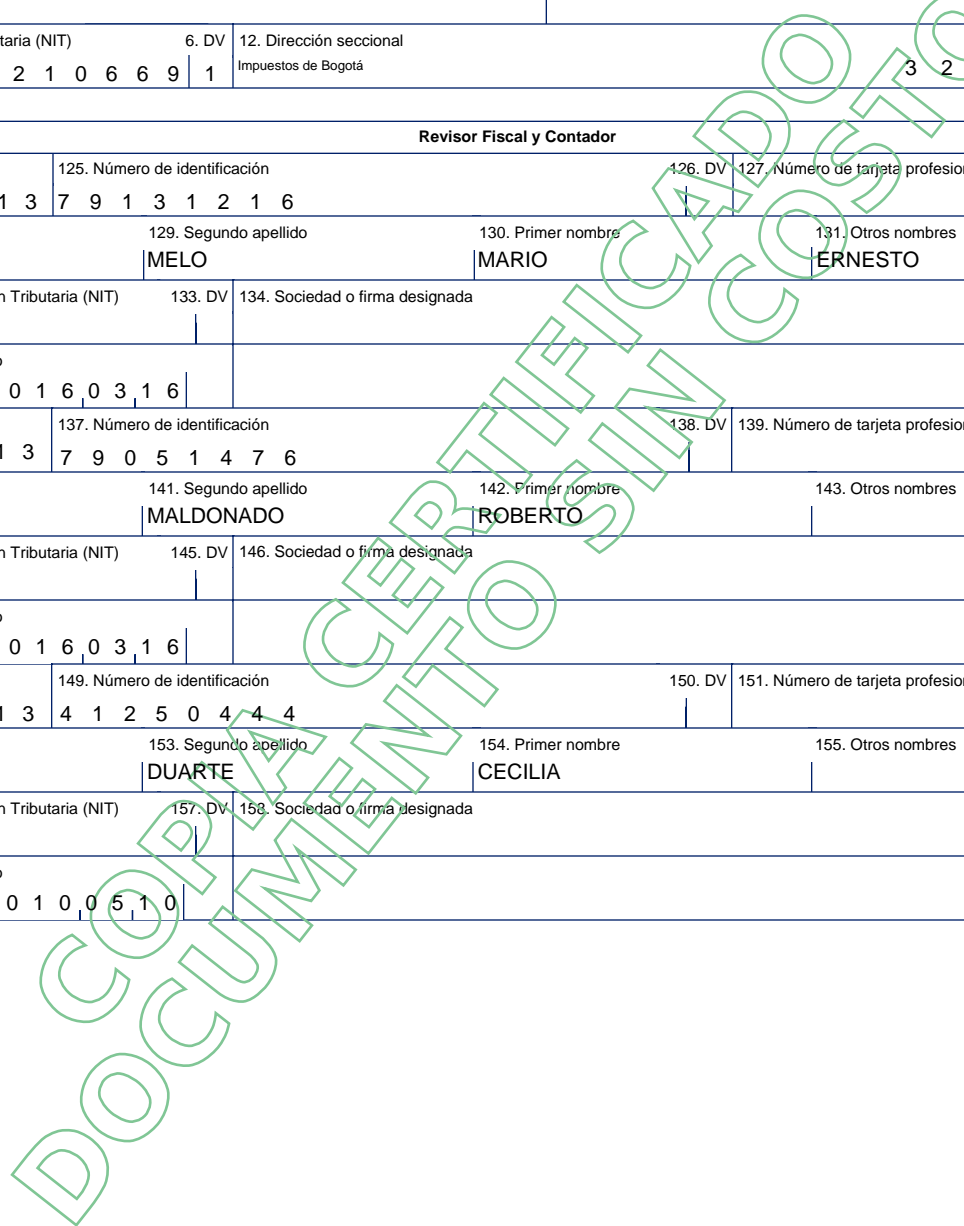 taria (NIT) 6. DV 12. Dirección seccional
2 1 0 6 6 9 1 Impuestos de Bogotá 3 2
Revisor Fiscal y Contador
125. Número de identificación 126. DV 127. Número de tarjeta profesion
1 3 7 9 1 3 1 2 1 6
129. Segundo apellido 130. Primer nombre 131. Otros nombres
MELO MARIO ERNESTO
n Tributaria (NIT) 133. DV 134. Sociedad o firma designada
o
0 1 6 0 3 1 6
137. Número de identificación 138. DV 139. Número de tarjeta profesion
1 3 7 9 0 5 1 4 7 6
141. Segundo apellido 142. Primer nombre 143. Otros nombres
MALDONADO ROBERTO
n Tributaria (NIT) 145. DV 146. Sociedad o firma designada
o
0 1 6 0 3 1 6
149. Número de identificación 150. DV 151. Número de tarjeta profesion
1 3 4 1 2 5 0 4 4 4
153. Segundo apellido 154. Primer nombre 155. Otros nombres
DUARTE CECILIA
n Tributaria (NIT) 157. DV 158. Sociedad o firma designada
o
0 1 0 0 5 1 0
COPIA CERTIFICADO
DOCUMENTO SIN COSTO